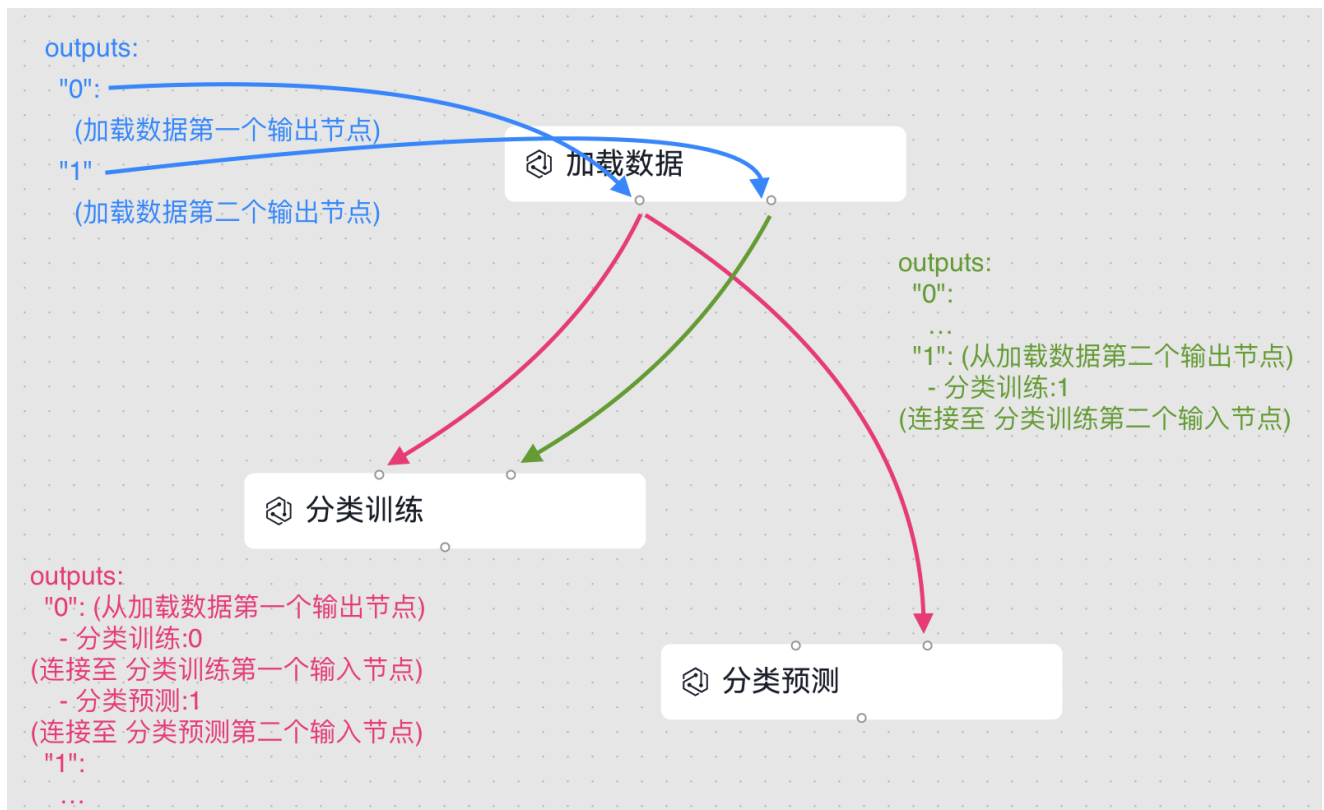 outputs:
"0":
(加载数据第一个输出节点)
"1"
(加载数据第二个输出节点)
加载数据
outputs:
"0":
…
"1": (从加载数据第二个输出节点)
- 分类训练:1
(连接至 分类训练第二个输入节点)
分类训练
outputs:
"0": (从加载数据第一个输出节点)
- 分类训练:0
(连接至 分类训练第一个输入节点)
- 分类预测:1
(连接至 分类预测第二个输入节点)
"1":
…
分类预测